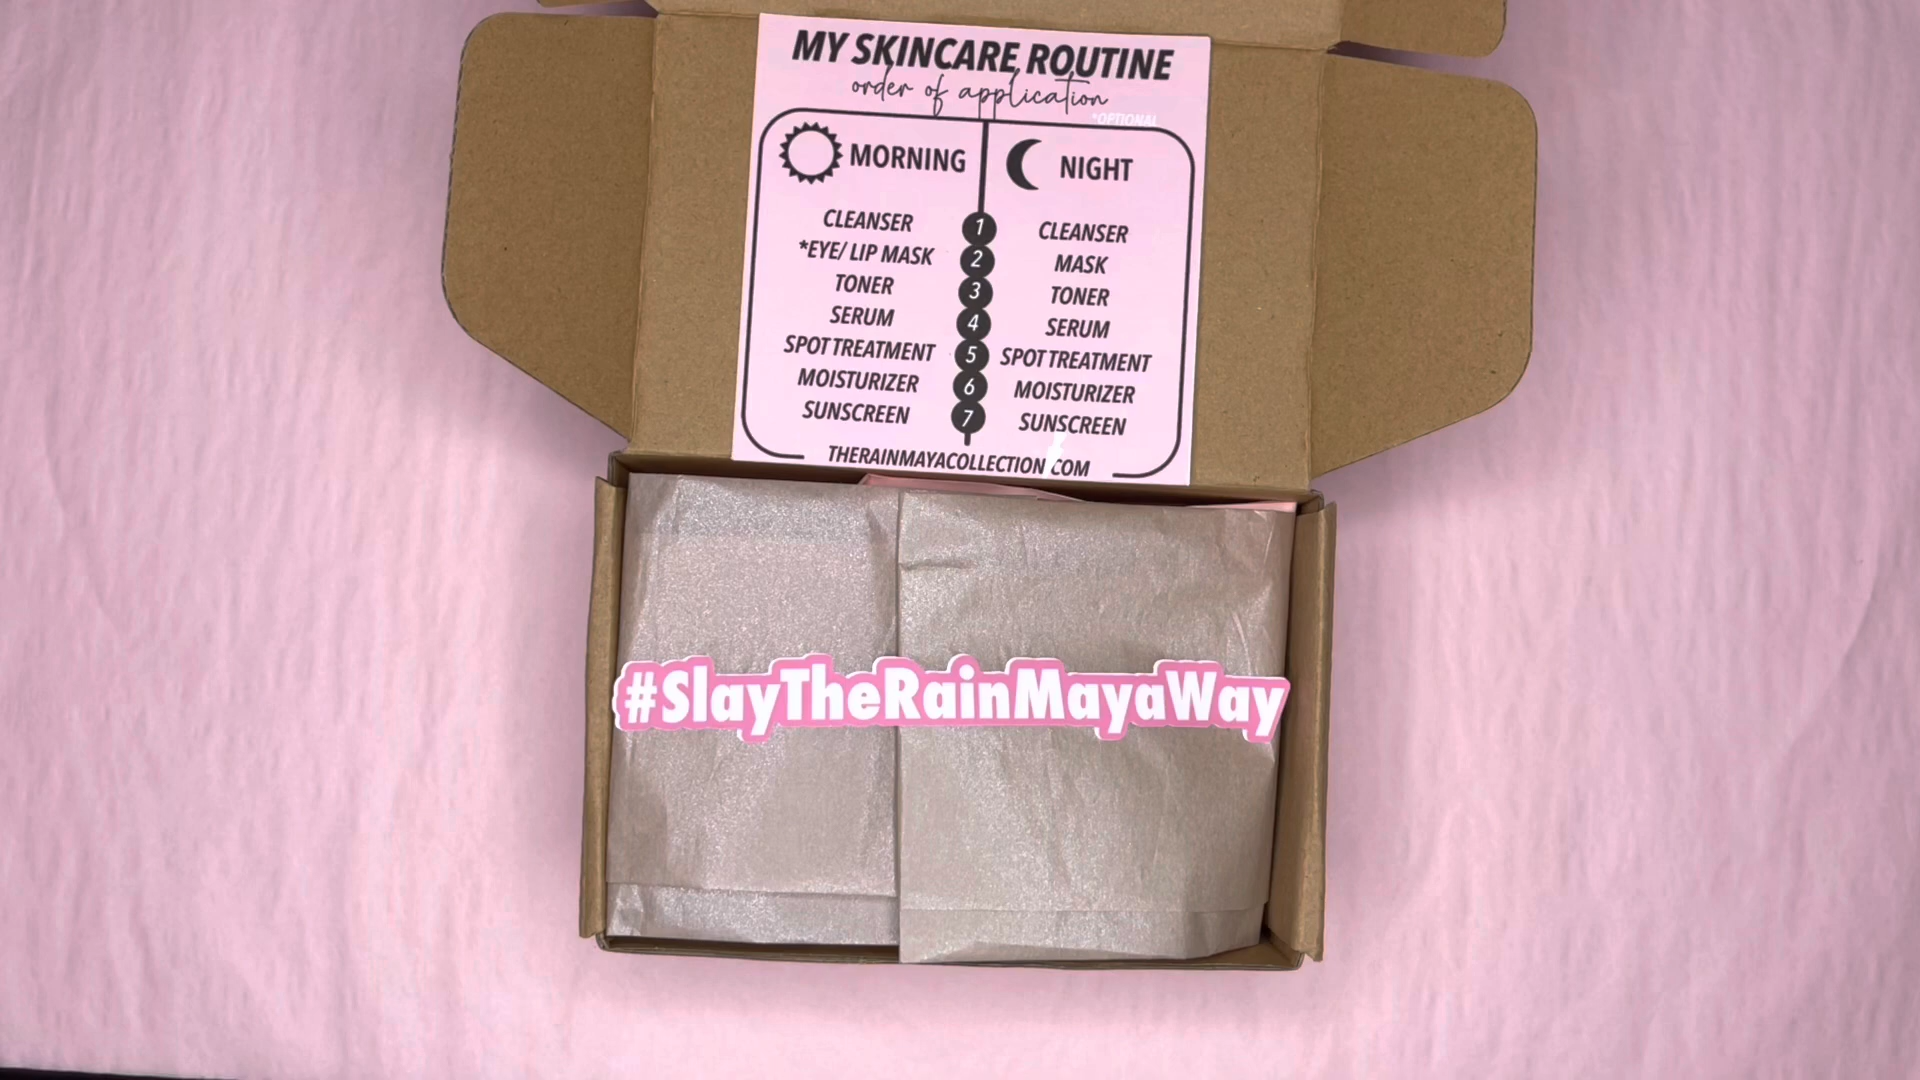 MY SKINCARE ROUTINE
order of application
*OPTIONAL
MORNING
NIGHT
CLEANSER 1 CLEANSER
*EYE/ LIP MASK 2 MASK
TONER 3 TONER
SERUM 4 SERUM
SPOT TREATMENT 5 SPOT TREATMENT
MOISTURIZER 6 MOISTURIZER
SUNSCREEN 7 SUNSCREEN
THERAINMAYACOLLECTION.COM
#SlayTheRainMayaWay